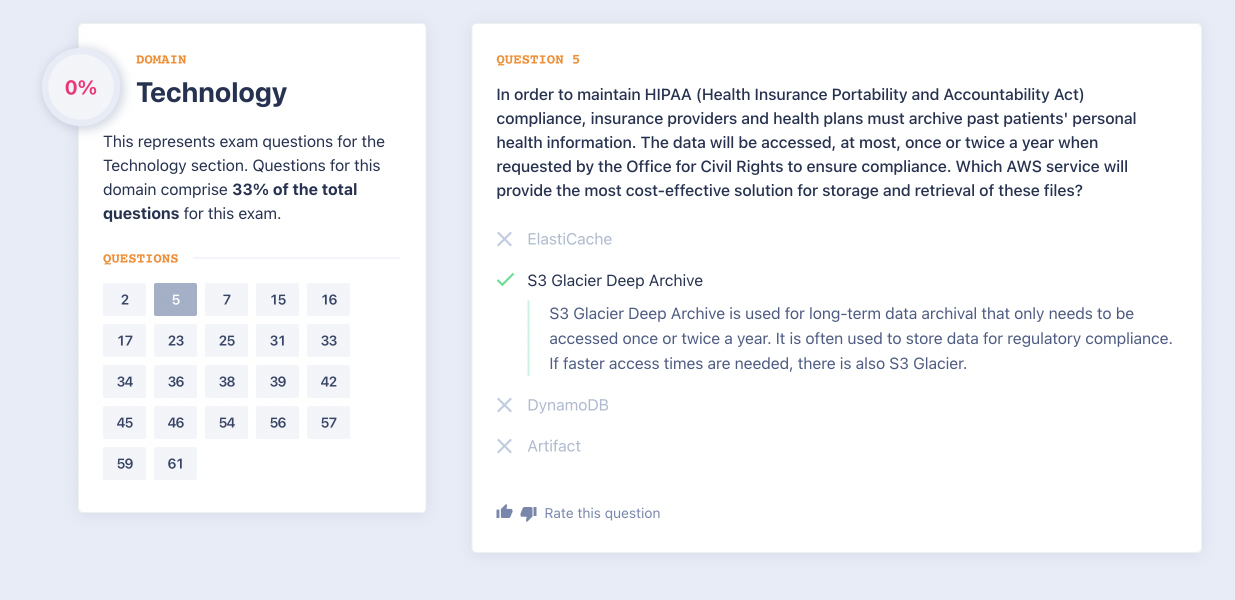 0%
DOMAIN
Technology
This represents exam questions for the
Technology section. Questions for this
domain comprise 33% of the total
questions for this exam.
QUESTIONS
2 5 7 15 16
17 23 25 31 33
34 36 38 39 42
45 46 54 56 57
59 61
QUESTION 5
In order to maintain HIPAA (Health Insurance Portability and Accountability Act)
compliance, insurance providers and health plans must archive past patients' personal
health information. The data will be accessed, at most, once or twice a year when
requested by the Office for Civil Rights to ensure compliance. Which AWS service will
provide the most cost-effective solution for storage and retrieval of these files?
ElastiCache
S3 Glacier Deep Archive
S3 Glacier Deep Archive is used for long-term data archival that only needs to be
accessed once or twice a year. It is often used to store data for regulatory compliance.
If faster access times are needed, there is also S3 Glacier.
DynamoDB
Artifact
Rate this question